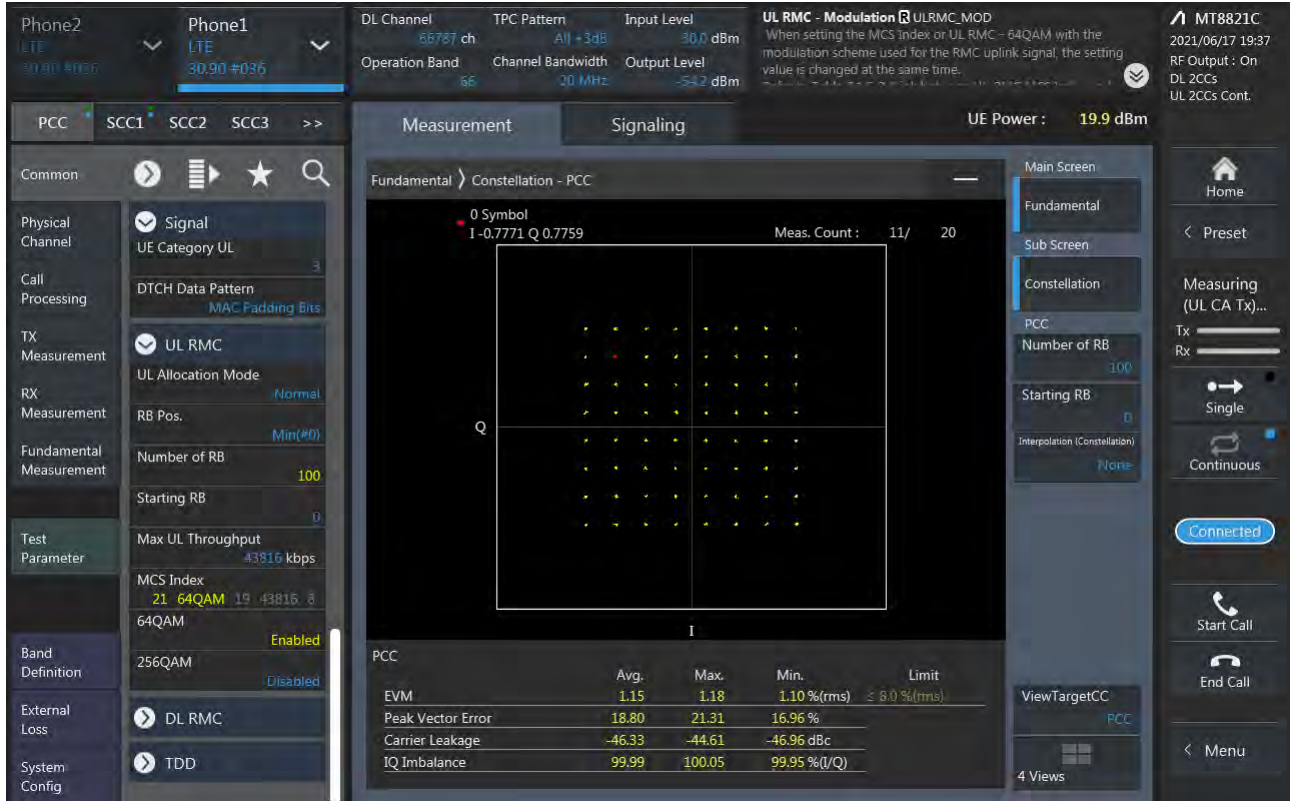 Phone2
LTE
30.90 #036
Phone1
LTE
30.90 #036
DL Channel
66787 ch
TPC Pattern
All +3dB
Input Level
30.0 dBm
Operation Band
66
Channel Bandwidth
20 MHz
Output Level
-54.2 dBm
UL RMC - Modulation R ULRMC_MOD
When setting the MCS Index or UL RMC - 64QAM with the
modulation scheme used for the RMC uplink signal, the setting
value is changed at the same time.
MT8821C
2021/06/17 19:37
RF Output : On
DL 2CCs
UL 2CCs Cont.
PCC SCC1 SCC2 SCC3 >>
Measurement
Signaling
UE Power : 19.9 dBm
Common
Physical
Channel
Call
Processing
TX
Measurement
RX
Measurement
Fundamental
Measurement
Test
Parameter
Band
Definition
External
Loss
System
Config
Signal
UE Category UL
3
DTCH Data Pattern
MAC Padding Bits
UL RMC
UL Allocation Mode
Normal
RB Pos.
Min(#0)
Number of RB
100
Starting RB
0
Max UL Throughput
43816 kbps
MCS Index
21 64QAM 19 43816
64QAM
Enabled
256QAM
Disabled
DL RMC
TDD
Fundamental 〉 Constellation - PCC
0 Symbol
I -0.7771 Q 0.7759
Meas. Count : 11/ 20
Q
I
PCC
Avg. Max. Min. Limit
EVM 1.15 1.18 1.10 %(rms) ≤ 8.0 %(rms)
Peak Vector Error 18.80 21.31 16.96 %
Carrier Leakage -46.33 -44.61 -46.96 dBc
IQ Imbalance 99.99 100.05 99.95 %(I/Q)
Main Screen
Fundamental
Sub Screen
Constellation
PCC
Number of RB
100
Starting RB
0
Interpolation (Constellation)
None
ViewTargetCC
PCC
4 Views
Home
< Preset
Measuring
(UL CA Tx)...
Tx
Rx
Single
Continuous
Connected
Start Call
End Call
< Menu